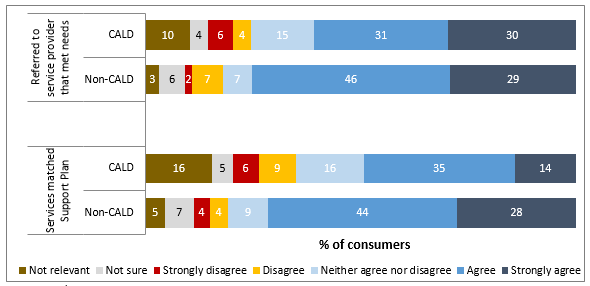 Referred to
service provider
that met needs
CALD
10 4 6 4 15 31 30
Non-CALD
3 6 2 7 7 46 29
Services matched
Support Plan
CALD
16 5 6 9 16 35 14
Non-CALD
5 7 4 4 9 44 28
% of consumers
Not relevant Not sure Strongly disagree Disagree Neither agree nor disagree Agree Strongly agree